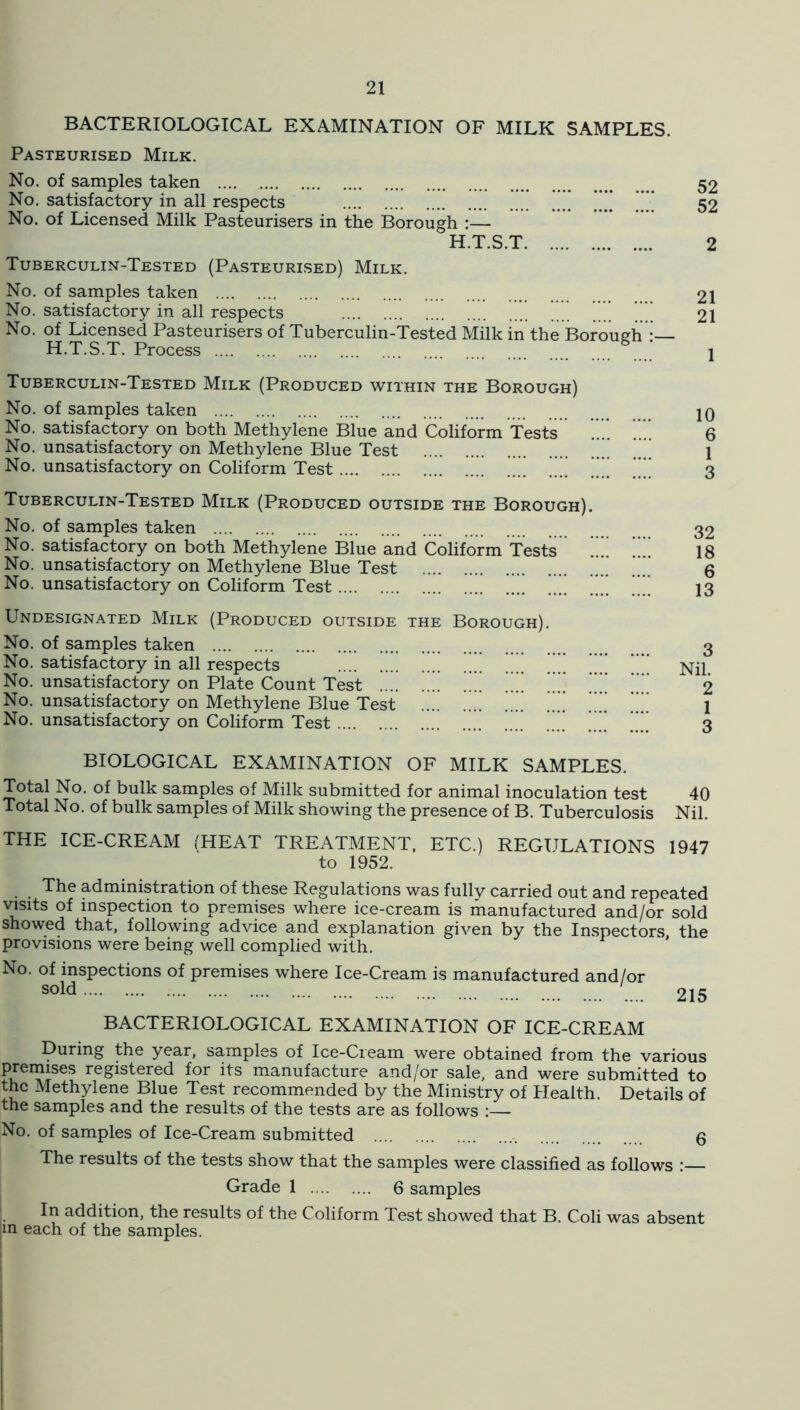 21
BACTERIOLOGICAL EXAMINATION OF MILK SAMPLES.
PASTEURISED MILK.
No. of samples taken .... .... .... .... .... .... .... .... .... .... .... 52
No. satisfactory in all respects .... .... .... .... .... .... .... .... 52
No. of Licensed Milk Pasteurisers in the Borough :—
H.T.S.T. .... .... .... .... 2
TUBERCULIN-TESTED (PASTEURISED) MILK.
No. of samples taken .... .... .... .... .... .... .... .... .... .... .... 21
No. satisfactory in all respects .... .... .... .... .... .... .... .... 21
No. of Licensed Pasteurisers of Tuberculin-Tested Milk in the Borough :—
H.T.S.T. Process .... .... .... .... .... .... .... .... .... .... .... 1
TUBERCULIN-TESTED MILK (PRODUCED WITHIN THE BOROUGH)
No. of samples taken .... .... .... .... .... .... .... .... .... .... .... 10
No. satisfactory on both Methylene Blue and Coliform Tests .... .... 6
No. unsatisfactory on Methylene Blue Test .... .... .... .... .... .... 1
No. unsatisfactory on Coliform Test .... .... .... .... .... .... .... .... 3
TUBERCULIN-TESTED MILK (PRODUCED OUTSIDE THE BOROUGH).
No. of samples taken .... .... .... .... .... .... .... .... .... .... .... 32
No. satisfactory on both Methylene Blue and Coliform Tests .... .... 18
No. unsatisfactory on Methylene Blue Test .... .... .... .... .... .... 6
No. unsatisfactory on Coliform Test .... .... .... .... .... .... .... .... 13
UNDESIGNATED MILK (PRODUCED OUTSIDE THE BOROUGH).
No. of samples taken .... .... .... .... .... .... .... .... .... .... .... 3
No. satisfactory in all respects .... .... .... .... .... .... .... .... Nil.
No. unsatisfactory on Plate Count Test .... .... .... .... .... .... .... 2
No. unsatisfactory on Methylene Blue Test .... .... .... .... .... .... 1
No. unsatisfactory on Coliform Test .... .... .... .... .... .... .... .... 3
BIOLOGICAL EXAMINATION OF MILK SAMPLES.
Total No. of bulk samples of Milk submitted for animal inoculation test 40
Total No. of bulk samples of Milk showing the presence of B. Tuberculosis Nil.
THE ICE-CREAM (HEAT TREATMENT, ETC.) REGULATIONS 1947
to 1952.
The administration of these Regulations was fully carried out and repeated
visits of inspection to premises where ice-cream is manufactured and/or sold
showed that, following advice and explanation given by the Inspectors, the
provisions were being well complied with.
No. of inspections of premises where Ice-Cream is manufactured and/or
sold .... .... .... .... .... .... .... .... .... .... .... .... .... .... 215
BACTERIOLOGICAL EXAMINATION OF ICE-CREAM
During the year, samples of Ice-Cream were obtained from the various
premises registered for its manufacture and/or sale, and were submitted to
the Methylene Blue Test recommended by the Ministry of Health. Details of
the samples and the results of the tests are as follows :—
No. of samples of Ice-Cream submitted .... .... .... .... .... .... .... 6
The results of the tests show that the samples were classified as follows :—
Grade 1 .... .... 6 samples
In addition, the results of the Coliform Test showed that B. Coli was absent
in each of the samples.